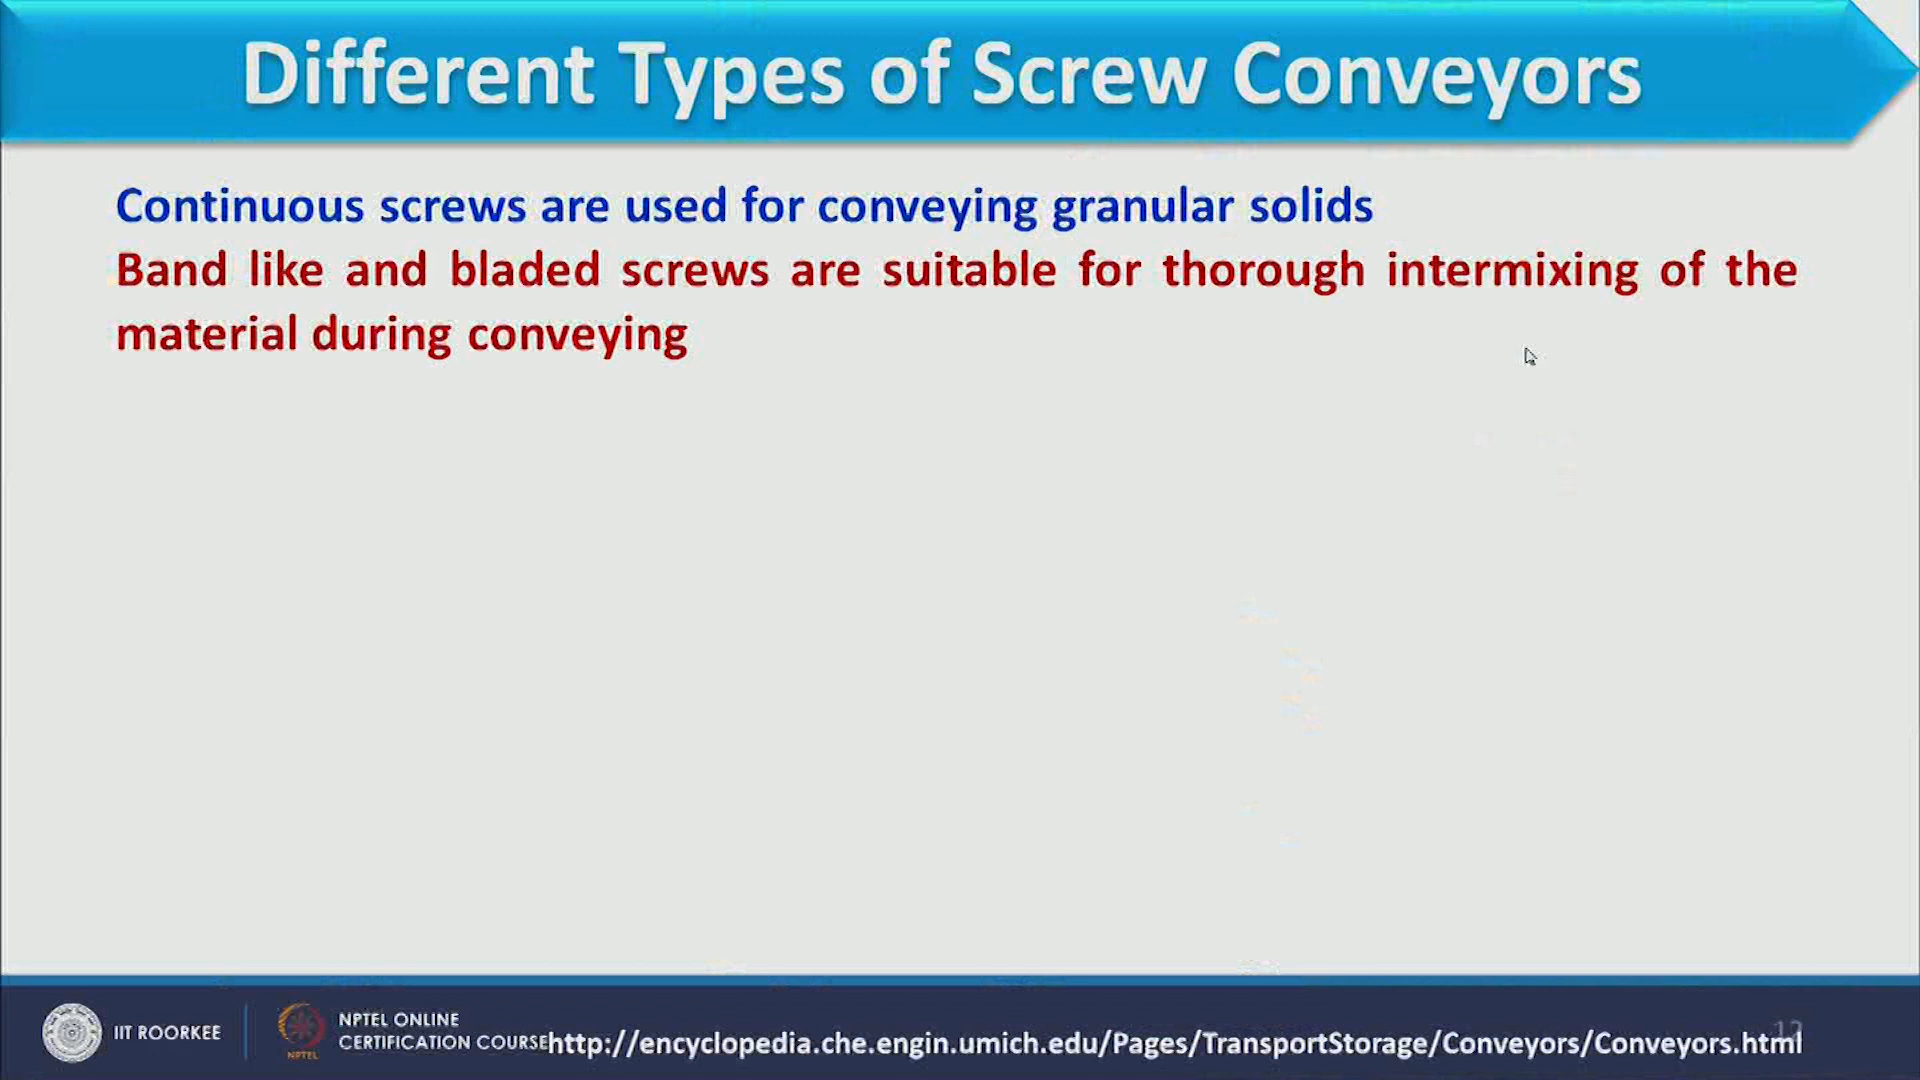 Different Types of Screw Conveyors
Continuous screws are used for conveying granular solids
Band like and bladed screws are suitable for thorough intermixing of the
material during conveying
IIT ROORKEE
NPTEL
NPTEL ONLINE
CERTIFICATION COURSE
http://encyclopedia.che.engin.umich.edu/Pages/TransportStorage/Conveyors/Conveyors.html